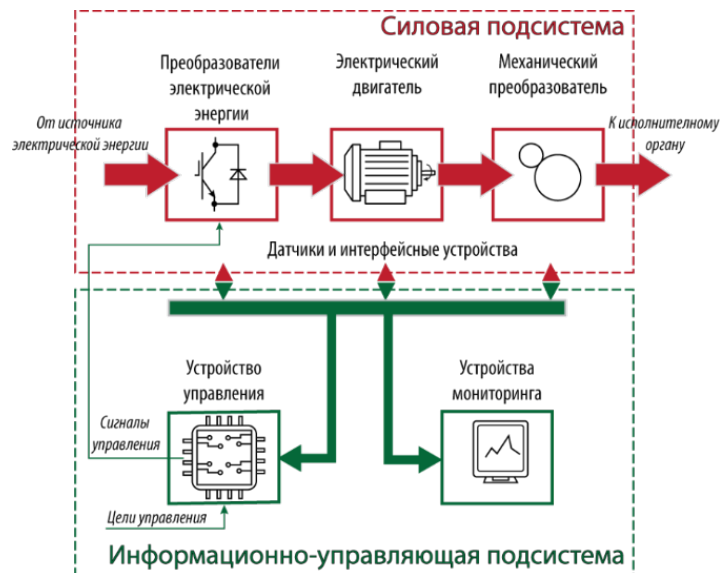 Силовая подсистема
Преобразователи
электрической
энергии
Электрический
двигатель
Механический
преобразователь
От источника
электрической энергии
К исполнительному
органу
Датчики и интерфейсные устройства
Устройство
управления
Устройства
мониторинга
Сигналы
управления
Цели управления
Информационно-управляющая подсистема